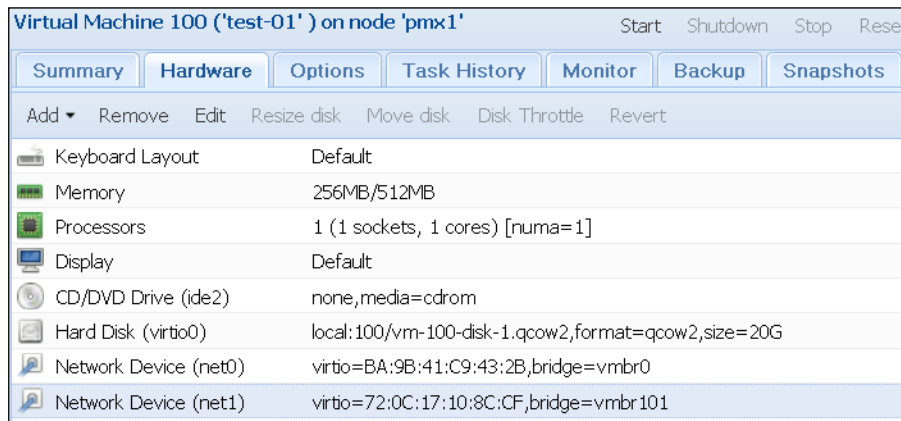 Virtual Machine 100 ('test-01' ) on node 'pmx1' Start Shutdown Stop Rese
Summary Hardware Options Task History Monitor Backup Snapshots
Add Remove Edit Resize disk Move disk Disk Throttle Revert
Keyboard Layout Default
Memory 256MB/512MB
Processors 1 (1 sockets, 1 cores) [numa=1]
Display Default
CD/DVD Drive (ide2) none,media=cdrom
Hard Disk (virtio0) local:100/vm-100-disk-1.qcow2,format=qcow2,size=20G
Network Device (net0) virtio=BA:9B:41:C9:43:2B,bridge=vmbr0
Network Device (net1) virtio=72:0C:17:10:8C:CF,bridge=vmbr101